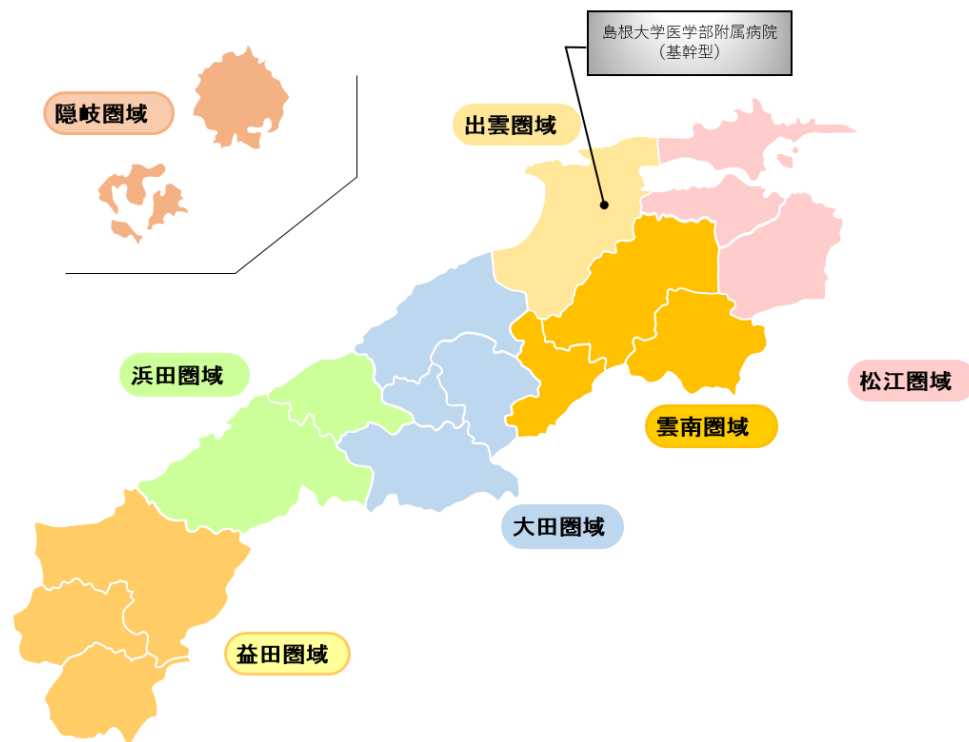 島根大学医学部附属病院
(基幹型)
隠岐圏域
出雲圏域
浜田圏域
松江圏域
雲南圏域
大田圏域
益田圏域